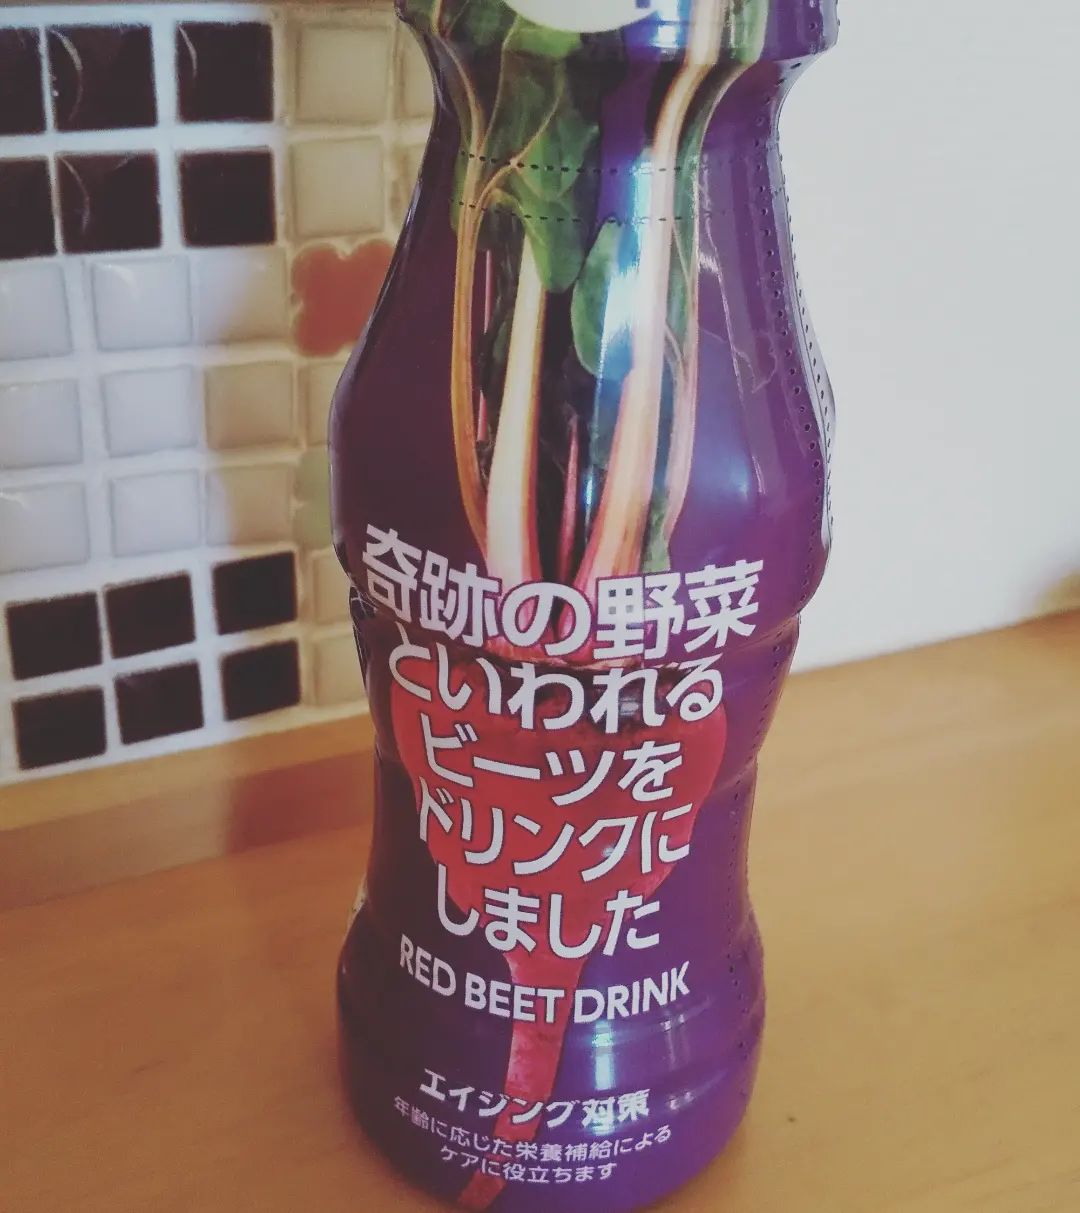 奇跡の野菜
といわれる
ビーツを
ドリンクに
しました
RED BEET DRINK
エイジング対策
年齢に応じた栄養補給による
ケアに役立ちます